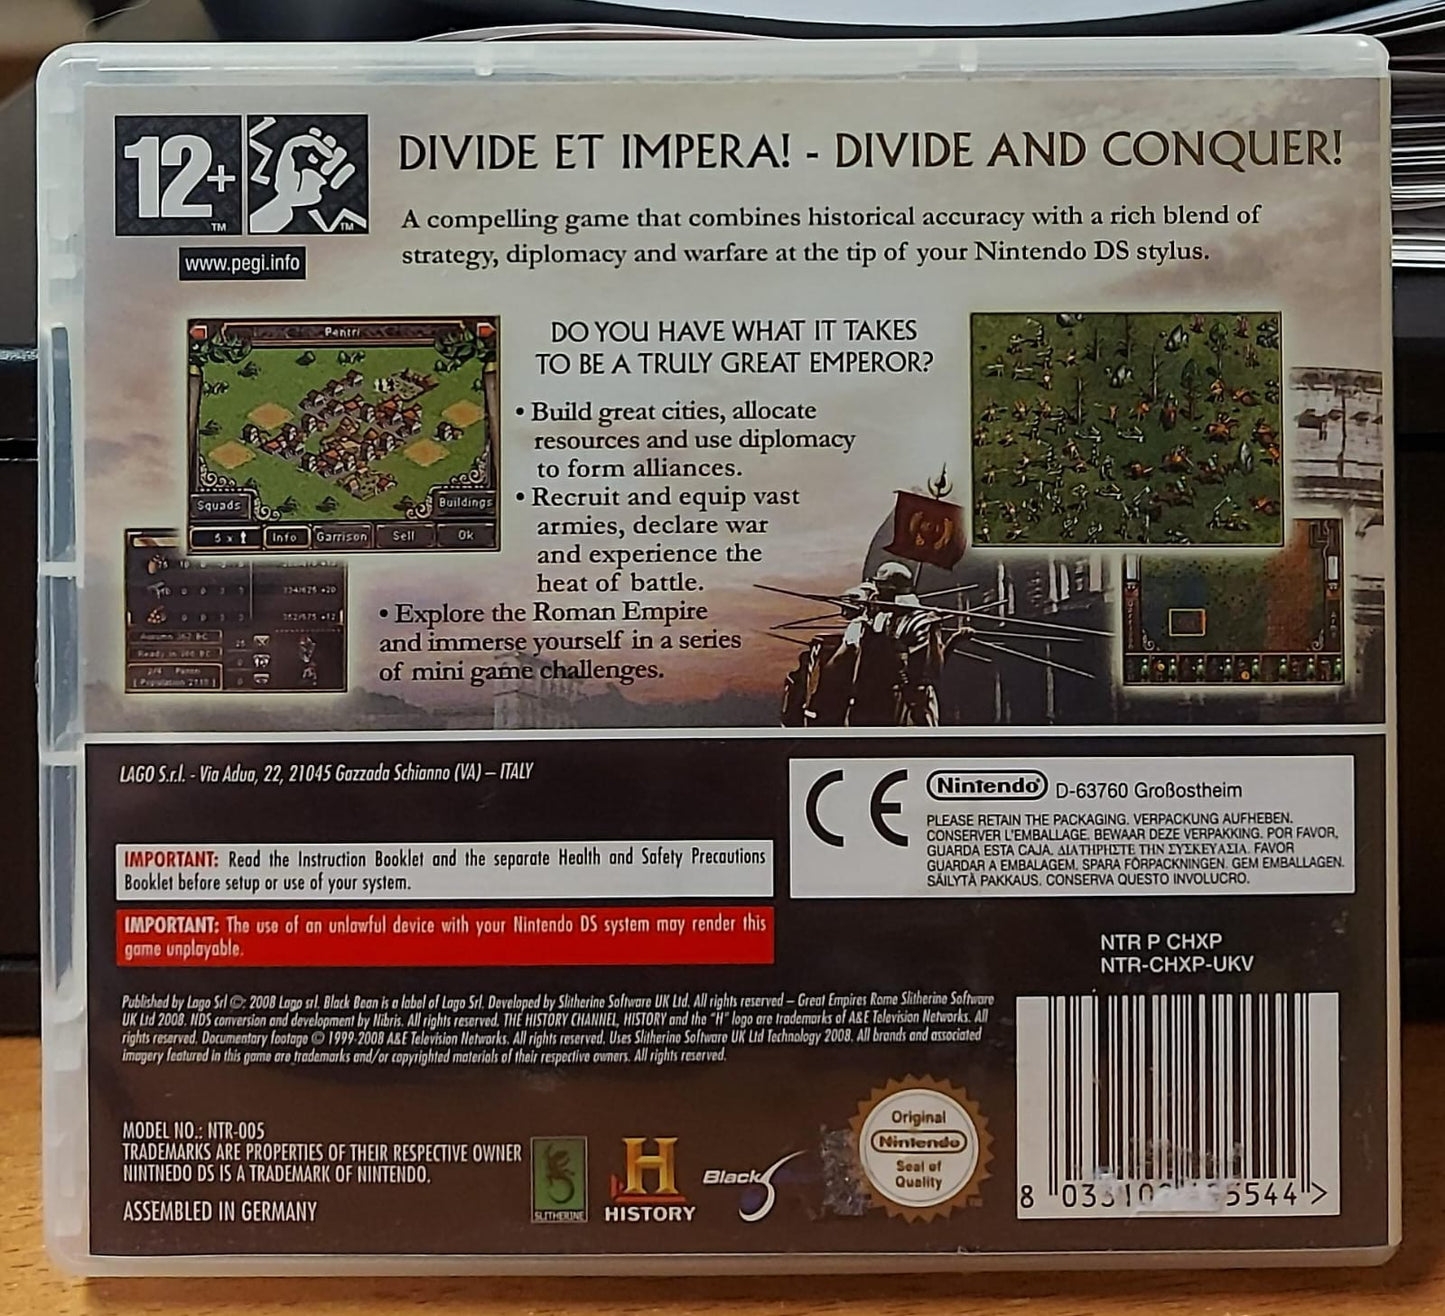 12+
TM
TM
www.pegi.info
DIVIDE ET IMPERA! - DIVIDE AND CONQUER!
A compelling game that combines historical accuracy with a rich blend of
strategy, diplomacy and warfare at the tip of your Nintendo DS stylus.
Pentri
Squads
Buildings
5 x
Info
Garrison
Sell
Ok
DO YOU HAVE WHAT IT TAKES
TO BE A TRULY GREAT EMPEROR?
• Build great cities, allocate
resources and use diplomacy
to form alliances.
• Recruit and equip vast
armies, declare war
and experience the
heat of battle.
• Explore the Roman Empire
and immerse yourself in a series
of mini game challenges.
LAGO S.r.l. - Via Adua, 22, 21045 Gazzada Schianno (VA) – ITALY
IMPORTANT: Read the Instruction Booklet and the separate Health and Safety Precautions
Booklet before setup or use of your system.
IMPORTANT: The use of an unlawful device with your Nintendo DS system may render this
game unplayable.
CE
Nintendo D-63760 Großostheim
PLEASE RETAIN THE PACKAGING. VERPACKUNG AUFHEBEN.
CONSERVER L'EMBALLAGE. BEWAAR DEZE VERPAKKING. POR FAVOR,
GUARDA ESTA CAJA. ΔΙΑΤΗΡΗΣΤΕ ΤΗΝ ΣΥΣΚΕΥΑΣΙΑ. FAVOR
GUARDAR A EMBALAGEM. SPARA FÖRPACKNINGEN. GEM EMBALLAGEN.
SÄILYTÄ PAKKAUS. CONSERVA QUESTO INVOLUCRO.
NTR P CHXP
NTR-CHXP-UKV
Published by Lago Srl ©: 2008 Lago srl. Black Bean is a label of Lago Srl. Developed by Slitherine Software UK Ltd. All rights reserved – Great Empires Rome Slitherine Software
UK Ltd 2008. NDS conversion and development by Nibris. All rights reserved. THE HISTORY CHANNEL, HISTORY and the "H" logo are trademarks of A&E Television Networks. All
rights reserved. Documentary footage © 1999-2008 A&E Television Networks. All rights reserved. Uses Slitherine Software UK Ltd Technology 2008. All brands and associated
imagery featured in this game are trademarks and/or copyrighted materials of their respective owners. All rights reserved.
MODEL NO.: NTR-005
TRADEMARKS ARE PROPERTIES OF THEIR RESPECTIVE OWNER
NINTNEDO DS IS A TRADEMARK OF NINTENDO.
ASSEMBLED IN GERMANY
SLITHERINE
H
HISTORY
Black
Original
Nintendo
Seal of
Quality
8 5544 >